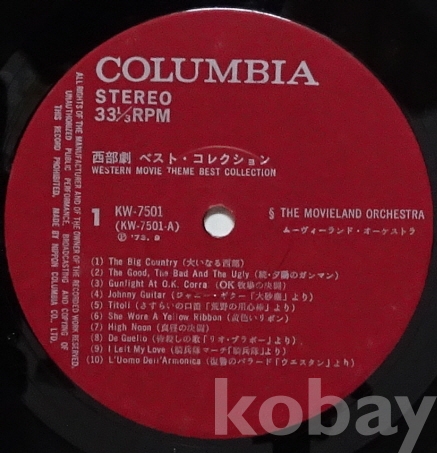 COLUMBIA
STEREO
33⅓RPM
西部劇 ベスト・コレクション
WESTERN MOVIE THEME BEST COLLECTION
1
KW-7501
(KW-7501-A)
Ⓟ '73. 9
§ THE MOVIELAND ORCHESTRA
ムーヴィーランド・オーケストラ
(1) The Big Country (大いなる西部)
(2) The Good, The Bad And The Ugly (続・夕陽のガンマン)
(3) Gunfight At O.K. Corra (OK牧場の決闘)
(4) Johnny Guitar (ジャニー・ギター「大砂塵」より)
(5) Titoli (さすらいの口笛「荒野の用心棒」より)
(6) She Wore A Yellow Ribbon (黄色いリボン)
(7) High Noon (真昼の決闘)
(8) De Guello (皆殺しの歌「リオ・ブラボー」より)
(9) I Left My Love (騎兵隊マーチ「騎兵隊」より)
(10) L'Uomo Dell'Armonica (復讐のバラード「ウエスタン」より)
ALL RIGHTS OF THE MANUFACTURER AND OF THE OWNER OF THE RECORDED WORK RESERVED.
UNAUTHORIZED PUBLIC PERFORMANCE, BROADCASTING AND COPYING OF
THIS RECORD PROHIBITED. MADE BY NIPPON COLUMBIA CO. LTD.
kobay